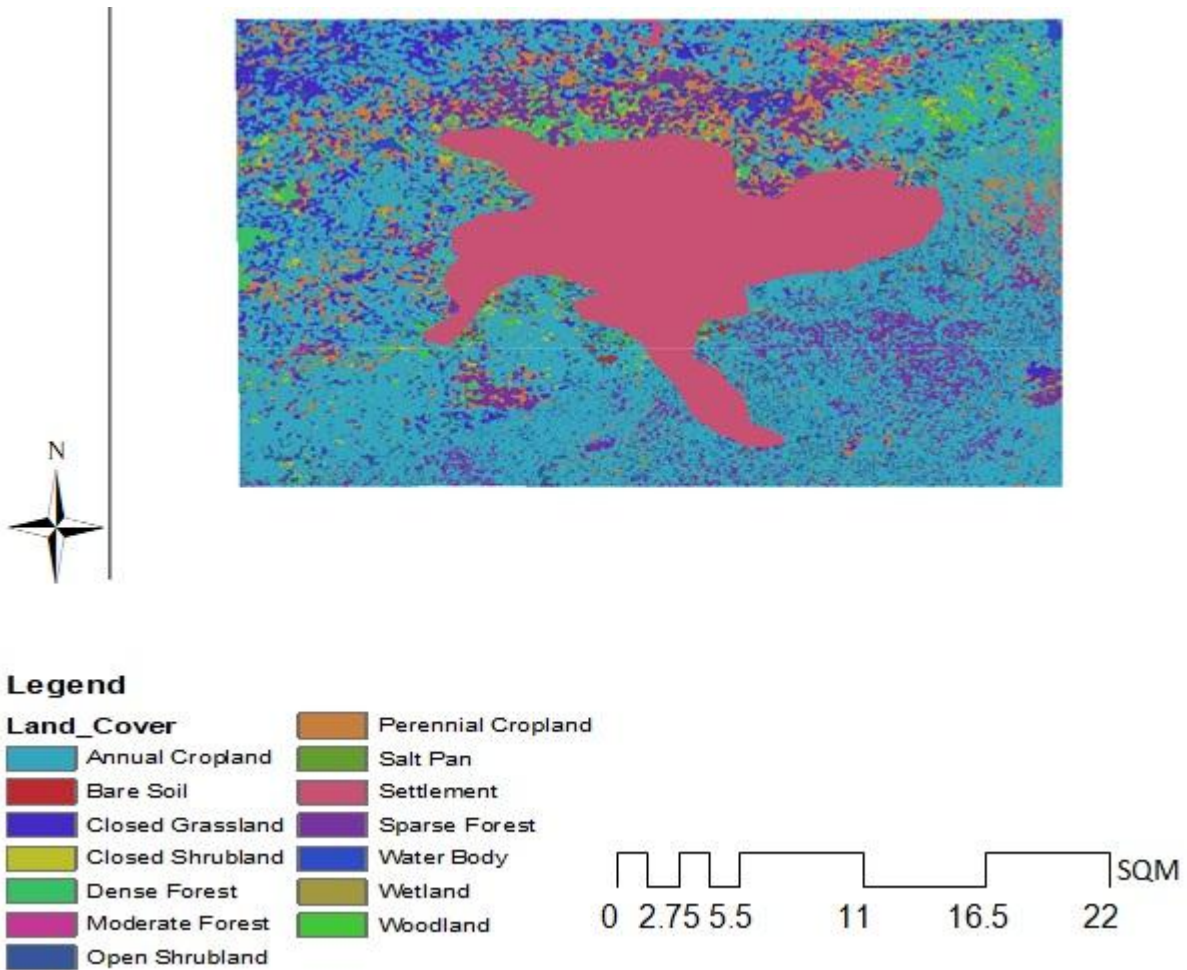 N
Legend
Land_Cover
Annual Cropland
Bare Soil
Closed Grassland
Closed Shrubland
Dense Forest
Moderate Forest
Open Shrubland
Perennial Cropland
Salt Pan
Settlement
Sparse Forest
Water Body
Wetland
Woodland
SQM
0 2.75 5.5 11 16.5 22